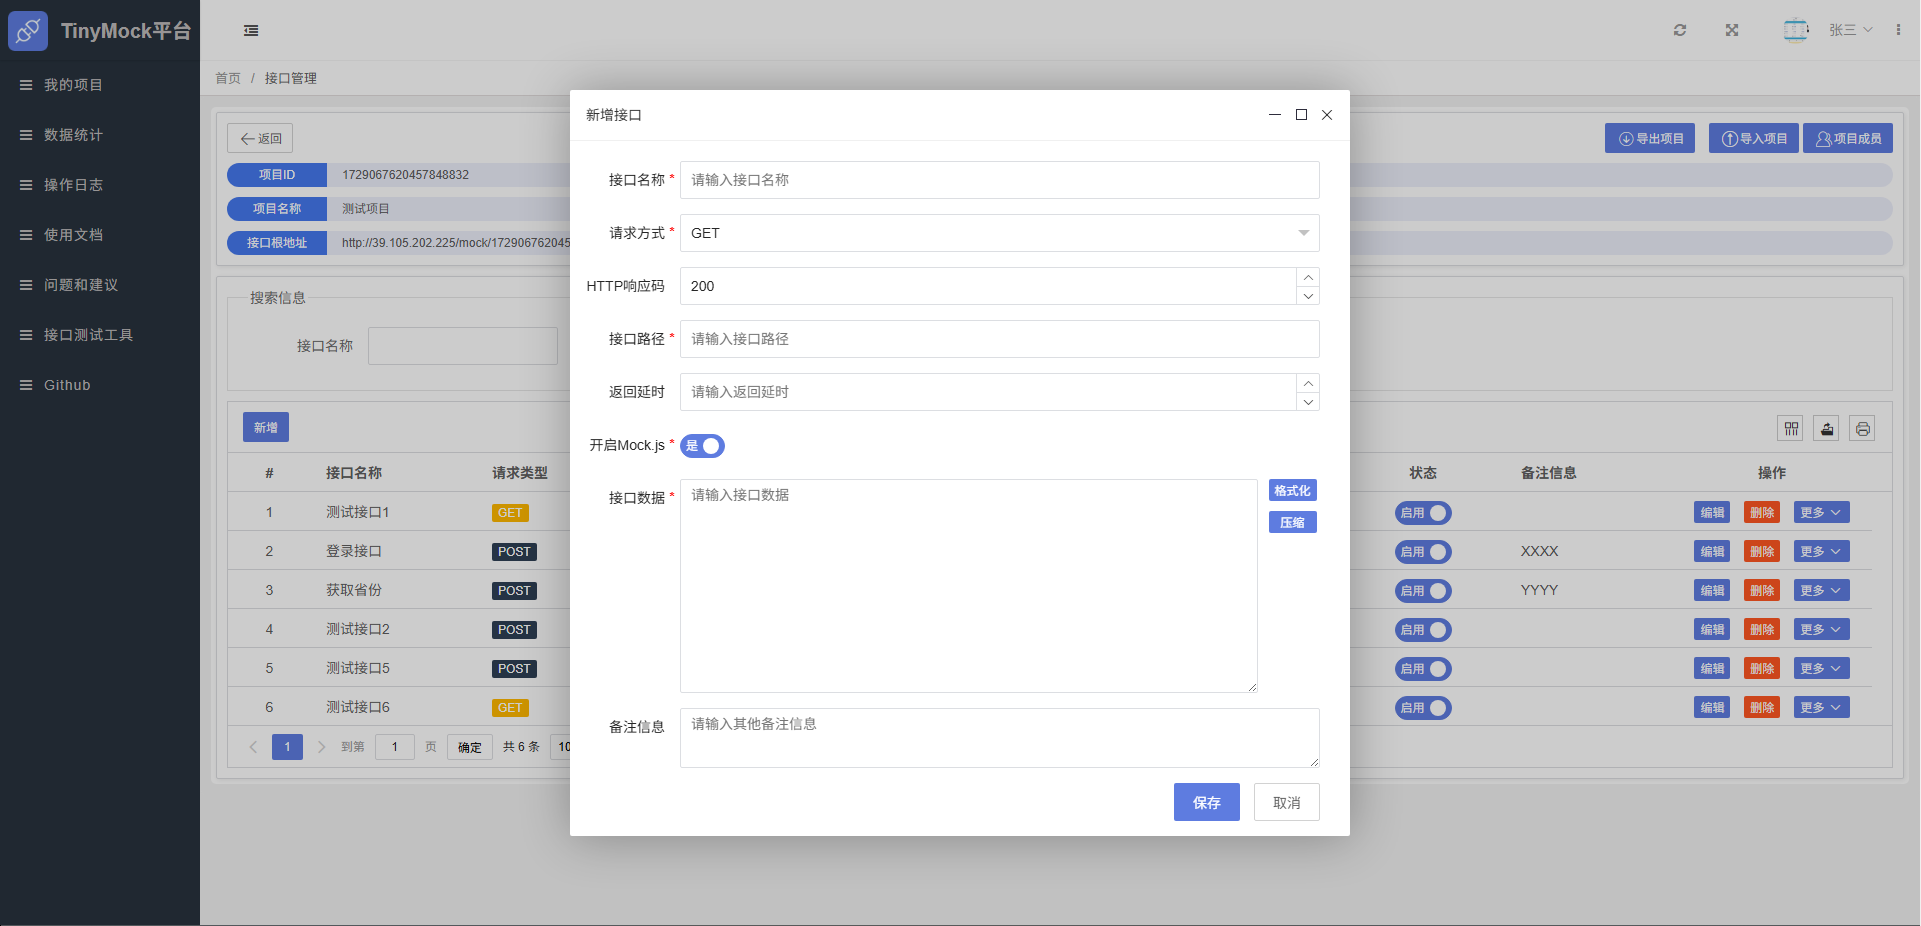 TinyMock平台
张三
我的项目
数据统计
操作日志
使用文档
问题和建议
接口测试工具
Github
首页 / 接口管理
返回
导出项目
导入项目
项目成员
项目ID 1729067620457848832
项目名称 测试项目
接口根地址 http://39.105.202.225/mock/172906762045
搜索信息
接口名称
新增
# 接口名称 请求类型 状态 备注信息 操作
1 测试接口1 GET 启用 编辑 删除 更多
2 登录接口 POST 启用 XXXX 编辑 删除 更多
3 获取省份 POST 启用 YYYY 编辑 删除 更多
4 测试接口2 POST 启用 编辑 删除 更多
5 测试接口5 POST 启用 编辑 删除 更多
6 测试接口6 GET 启用 编辑 删除 更多
1 到第 1 页 确定 共 6 条 10
新增接口
接口名称 * 请输入接口名称
请求方式 * GET
HTTP响应码 200
接口路径 * 请输入接口路径
返回延时 请输入返回延时
开启Mock.js * 是
接口数据 * 请输入接口数据
格式化
压缩
备注信息 请输入其他备注信息
保存 取消